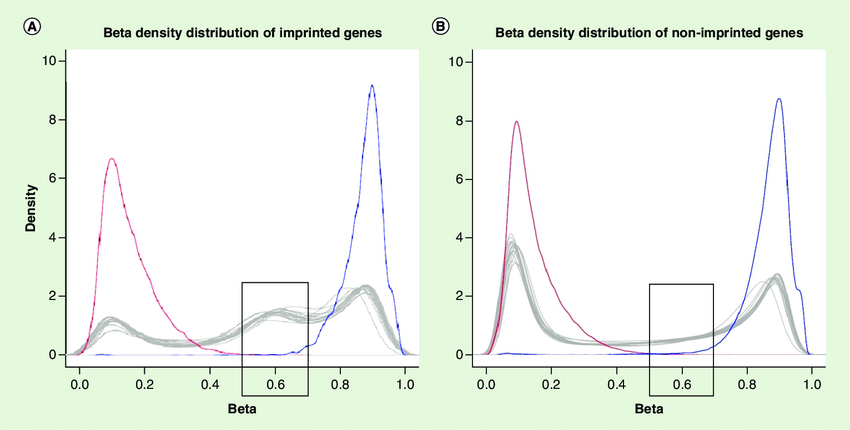 A
Beta density distribution of imprinted genes
10
8
6
4
2
0
Density
0.0 0.2 0.4 0.6 0.8 1.0
Beta
B
Beta density distribution of non-imprinted genes
10
8
6
4
2
0
0.0 0.2 0.4 0.6 0.8 1.0
Beta